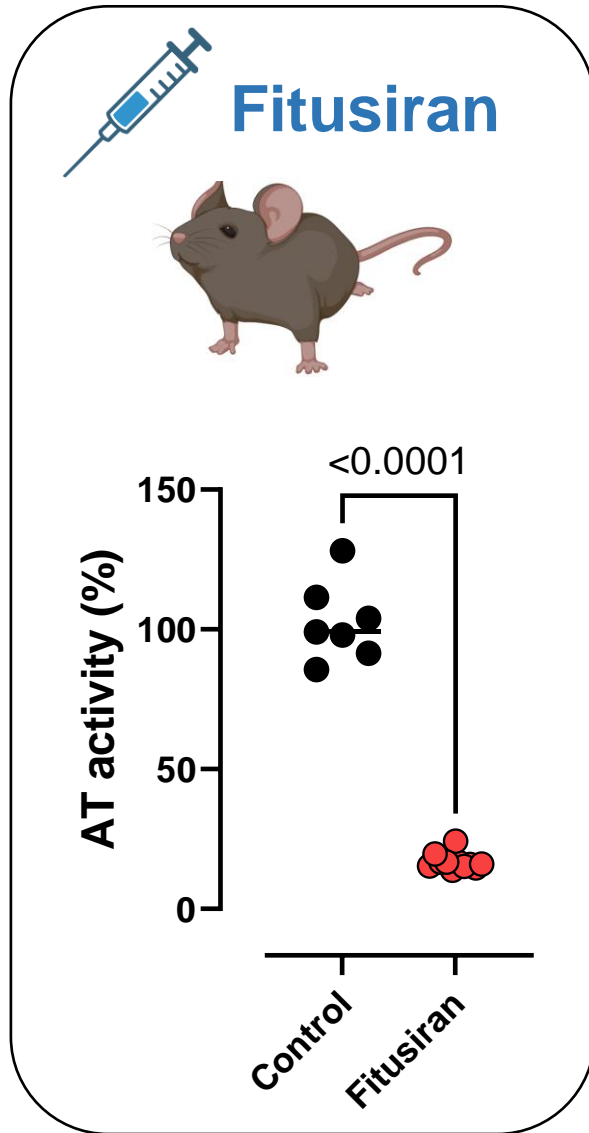 Fitusiran
<0.0001
AT activity (%)
150
100
50
0
Control
Fitusiran